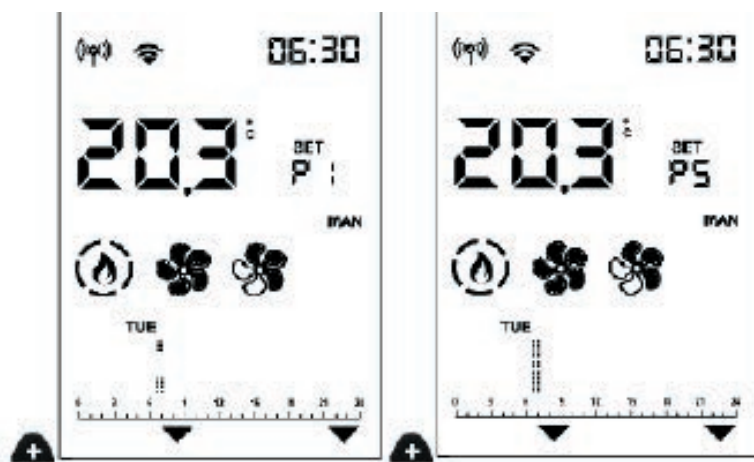 06:30
20.3 °C
SET
P1
MAN
TUE
+
06:30
20.3 °C
SET
P5
MAN
TUE
+